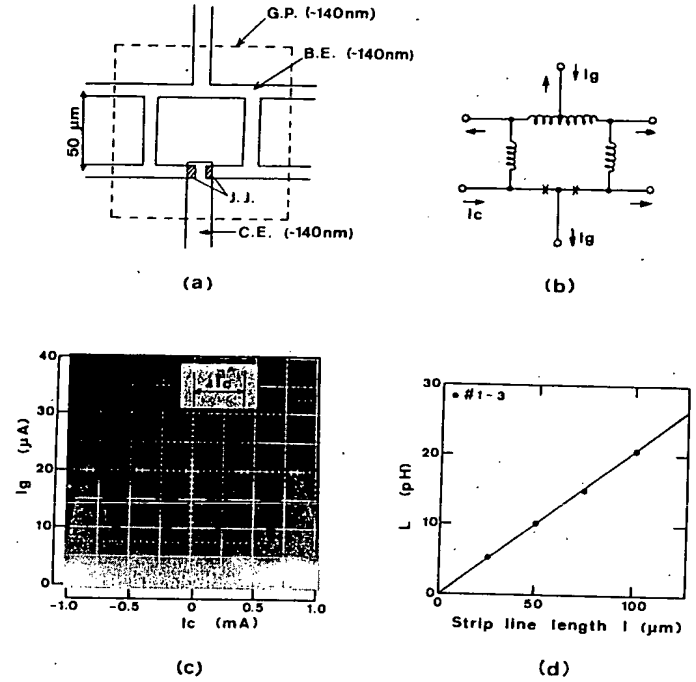 G.P. (~140nm)
B.E. (~140nm)
50 μm
J.J.
C.E. (~140nm)
(a)
Ig
Ic
Ig
(b)
40
30
20
10
0
Ig (μA)
-1.0
-0.5
0
0.5
1.0
Ic (mA)
(c)
30
20
10
0
L (pH)
#1-3
0
50
100
Strip line length l (μm)
(d)